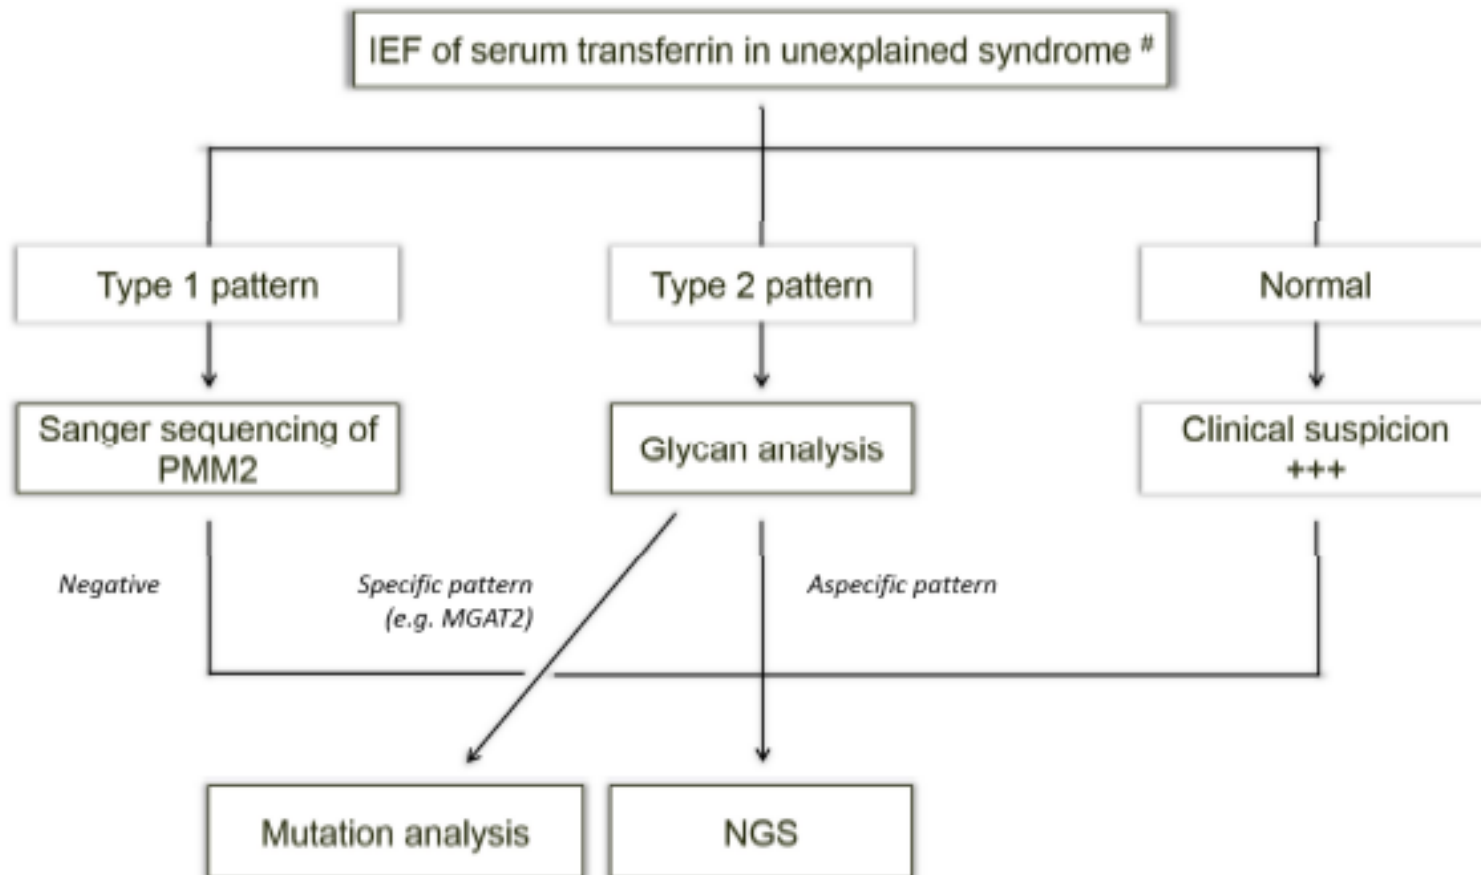 IEF of serum transferrin in unexplained syndrome #
Type 1 pattern
Type 2 pattern
Normal
Sanger sequencing of
PMM2
Glycan analysis
Clinical suspicion
+++
Negative
Specific pattern
(e.g. MGAT2)
Aspecific pattern
Mutation analysis
NGS